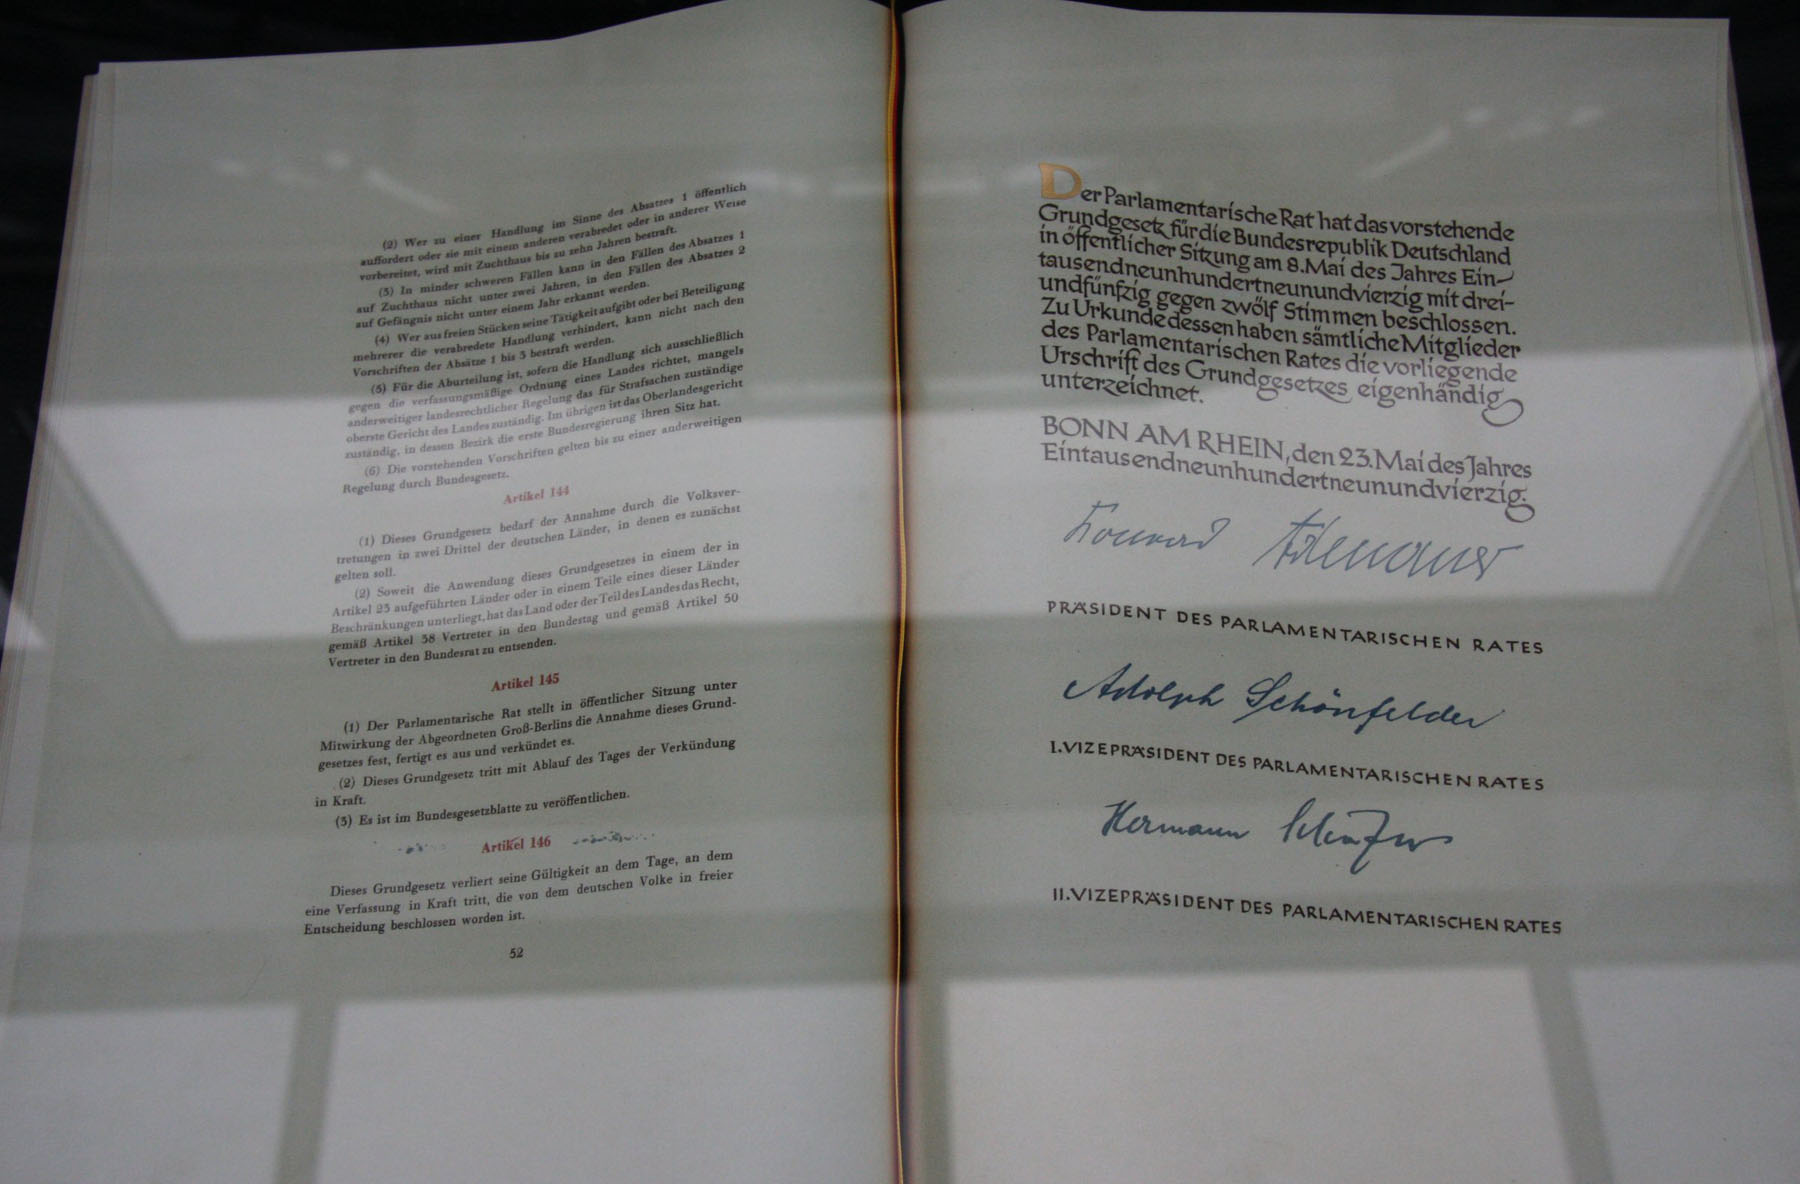 (2) Wer zu einer Handlung im Sinne des Absatzes 1 öffentlich
auffordert oder sie mit einem anderen verabredet oder in anderer Weise
vorbereitet, wird mit Zuchthaus bis zu zehn Jahren bestraft.
(3) In minder schweren Fällen kann in den Fällen des Absatzes 1
auf Zuchthaus nicht unter zwei Jahren, in den Fällen des Absatzes 2
auf Gefängnis nicht unter einem Jahr erkannt werden.
(4) Wer aus freien Stücken seine Tätigkeit aufgibt oder bei Beteiligung
mehrerer die verabredete Handlung verhindert, kann nicht nach den
Vorschriften der Absätze 1 bis 3 bestraft werden.
(5) Für die Aburteilung ist, sofern die Handlung sich ausschließlich
gegen die verfassungsmäßige Ordnung eines Landes richtet, mangels
anderweitiger landesrechtlicher Regelung das für Strafsachen zuständige
oberste Gericht des Landes zuständig. Im übrigen ist das Oberlandesgericht
zuständig, in dessen Bezirk die erste Bundesregierung ihren Sitz hat.
(6) Die vorstehenden Vorschriften gelten bis zu einer anderweitigen
Regelung durch Bundesgesetz.
Artikel 144
(1) Dieses Grundgesetz bedarf der Annahme durch die Volksver-
tretungen in zwei Drittel der deutschen Länder, in denen es zunächst
gelten soll.
(2) Soweit die Anwendung dieses Grundgesetzes in einem der in
Artikel 23 aufgeführten Länder oder in einem Teile eines dieser Länder
Beschränkungen unterliegt, hat das Land oder der Teil des Landes das Recht,
gemäß Artikel 38 Vertreter in den Bundestag und gemäß Artikel 50
Vertreter in den Bundesrat zu entsenden.
Artikel 145
(1) Der Parlamentarische Rat stellt in öffentlicher Sitzung unter
Mitwirkung der Abgeordneten Groß-Berlins die Annahme dieses Grund-
gesetzes fest, fertigt es aus und verkündet es.
(2) Dieses Grundgesetz tritt mit Ablauf des Tages der Verkündung
in Kraft.
(3) Es ist im Bundesgesetzblatte zu veröffentlichen.
Artikel 146
Dieses Grundgesetz verliert seine Gültigkeit an dem Tage, an dem
eine Verfassung in Kraft tritt, die von dem deutschen Volke in freier
Entscheidung beschlossen worden ist.
52
Der Parlamentarische Rat hat das vorstehende
Grundgesetz für die Bundesrepublik Deutschland
in öffentlicher Sitzung am 8. Mai des Jahres Ein-
tausendneunhundertneunundvierzig mit drei-
undfünfzig gegen zwölf Stimmen beschlossen.
Zu Urkunde dessen haben sämtliche Mitglieder
des Parlamentarischen Rates die vorliegende
Urschrift des Grundgesetzes eigenhändig
unterzeichnet.
BONN AM RHEIN, den 23. Mai des Jahres
Eintausendneunhundertneunundvierzig.
Konrad Adenauer
PRÄSIDENT DES PARLAMENTARISCHEN RATES
Adolph Schönfelder
I. VIZEPRÄSIDENT DES PARLAMENTARISCHEN RATES
Hermann Schäfer
II. VIZEPRÄSIDENT DES PARLAMENTARISCHEN RATES